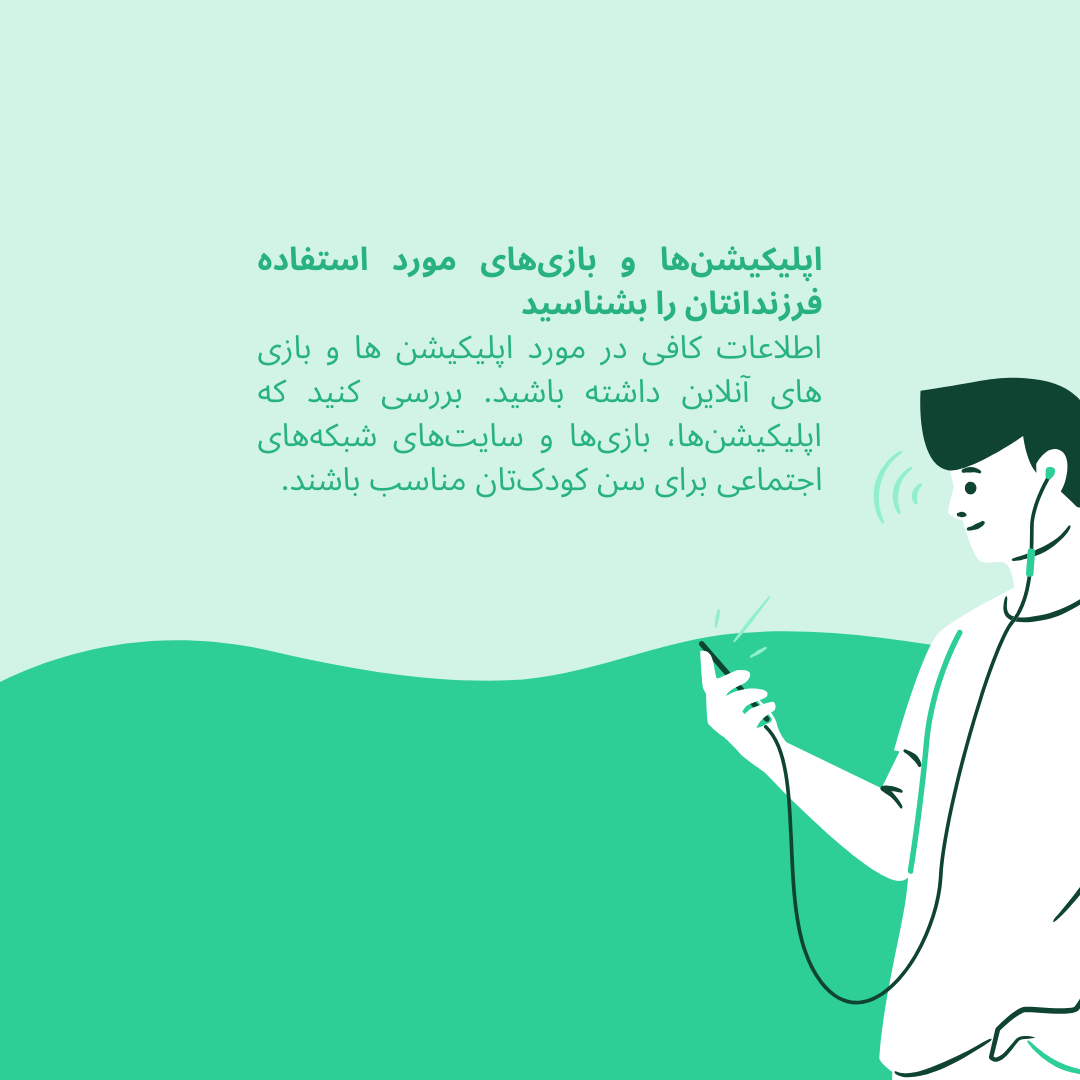 اپلیکیشن‌ها و بازی‌های مورد استفاده
فرزندانتان را بشناسید
اطلاعات کافی در مورد اپلیکیشن ها و بازی
های آنلاین داشته باشید. بررسی کنید که
اپلیکیشن‌ها، بازی‌ها و سایت‌های شبکه‌های
اجتماعی برای سن کودک‌تان مناسب باشند.